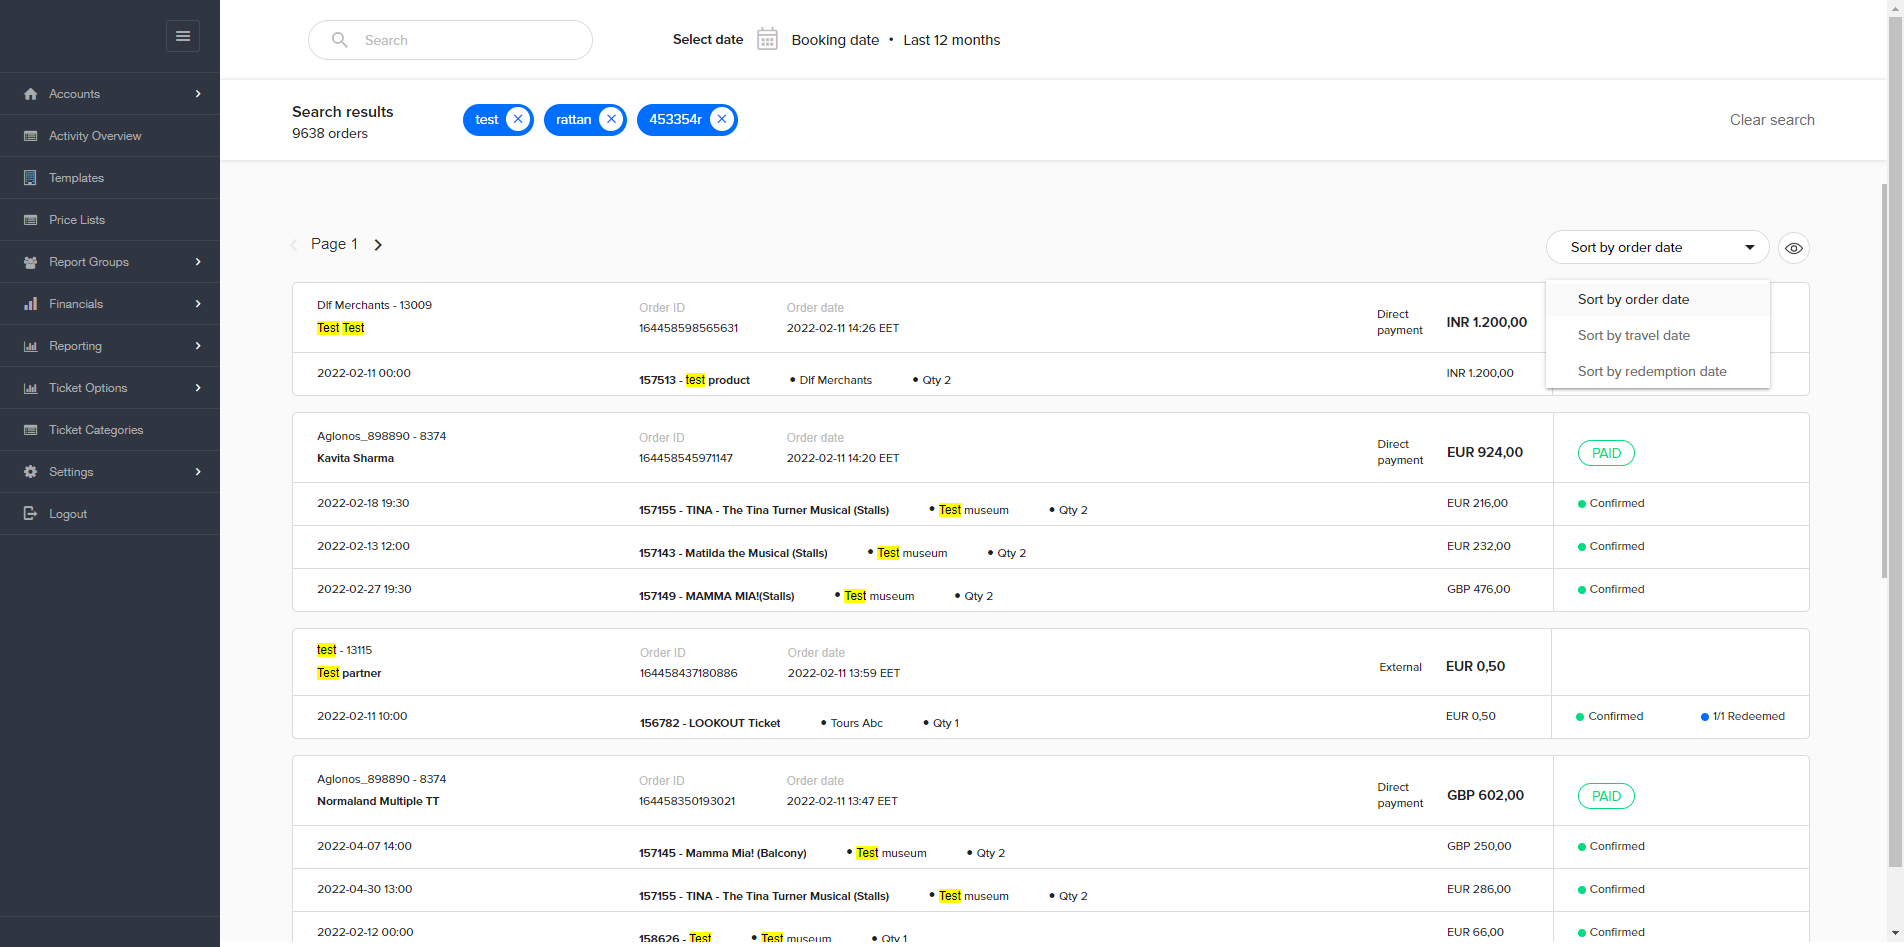 Search
Select date Booking date • Last 12 months
Accounts
Activity Overview
Templates
Price Lists
Report Groups
Financials
Reporting
Ticket Options
Ticket Categories
Settings
Logout
Search results
9638 orders
test
rattan
453354r
Clear search
Page 1
Sort by order date
Sort by order date
Sort by travel date
Sort by redemption date
Dlf Merchants - 13009 Order ID Order date
Test Test 164458598565631 2022-02-11 14:26 EET Direct payment INR 1.200,00
2022-02-11 00:00 157513 - test product • Dlf Merchants • Qty 2 INR 1.200,00
Aglonos_898890 - 8374 Order ID Order date
Kavita Sharma 164458545971147 2022-02-11 14:20 EET Direct payment EUR 924,00 PAID
2022-02-18 19:30 157155 - TINA - The Tina Turner Musical (Stalls) • Test museum • Qty 2 EUR 216,00 Confirmed
2022-02-13 12:00 157143 - Matilda the Musical (Stalls) • Test museum • Qty 2 EUR 232,00 Confirmed
2022-02-27 19:30 157149 - MAMMA MIA!(Stalls) • Test museum • Qty 2 GBP 476,00 Confirmed
test - 13115 Order ID Order date
Test partner 164458437180886 2022-02-11 13:59 EET External EUR 0,50
2022-02-11 10:00 156782 - LOOKOUT Ticket • Tours Abc • Qty 1 EUR 0,50 Confirmed 1/1 Redeemed
Aglonos_898890 - 8374 Order ID Order date
Normaland Multiple TT 164458350193021 2022-02-11 13:47 EET Direct payment GBP 602,00 PAID
2022-04-07 14:00 157145 - Mamma Mia! (Balcony) • Test museum • Qty 2 GBP 250,00 Confirmed
2022-04-30 13:00 157155 - TINA - The Tina Turner Musical (Stalls) • Test museum • Qty 2 EUR 286,00 Confirmed
2022-02-12 00:00 158626 - Test • Test museum • Qty 1 EUR 66,00 Confirmed